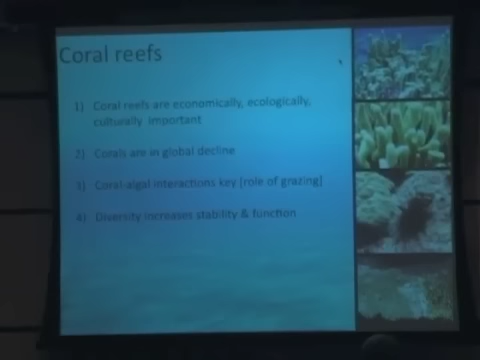 Coral reefs
1) Coral reefs are economically, ecologically,
culturally important
2) Corals are in global decline
3) Coral-algal interactions key [role of grazing]
4) Diversity increases stability & function